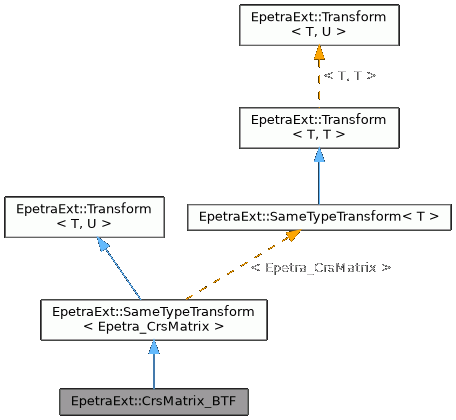 EpetraExt::Transform
< T, U >
< T, T >
EpetraExt::Transform
< T, T >
EpetraExt::Transform
< T, U >
EpetraExt::SameTypeTransform< T >
< Epetra_CrsMatrix >
EpetraExt::SameTypeTransform
< Epetra_CrsMatrix >
EpetraExt::CrsMatrix_BTF